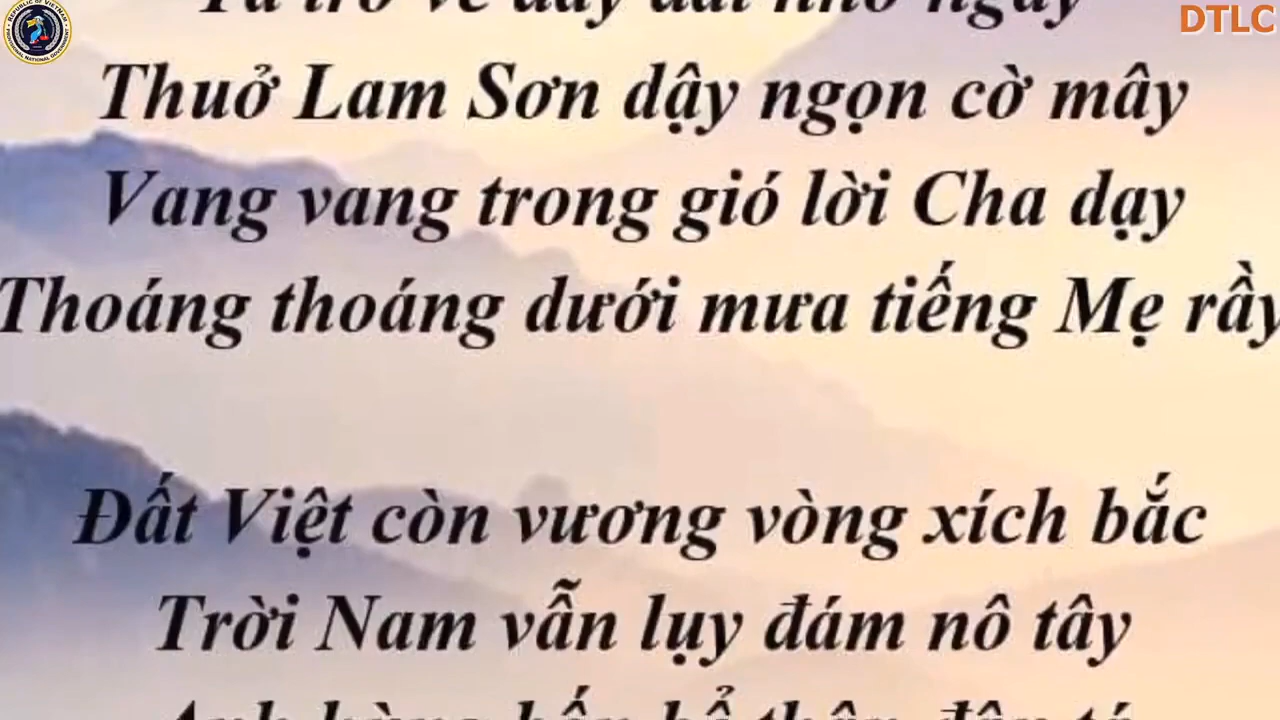 DTLC
Thuở Lam Sơn dậy ngọn cờ mây
Vang vang trong gió lời Cha dạy
Thoáng thoáng dưới mưa tiếng Mẹ rầy
Đất Việt còn vương vòng xích bắc
Trời Nam vẫn lụy đám nô tây